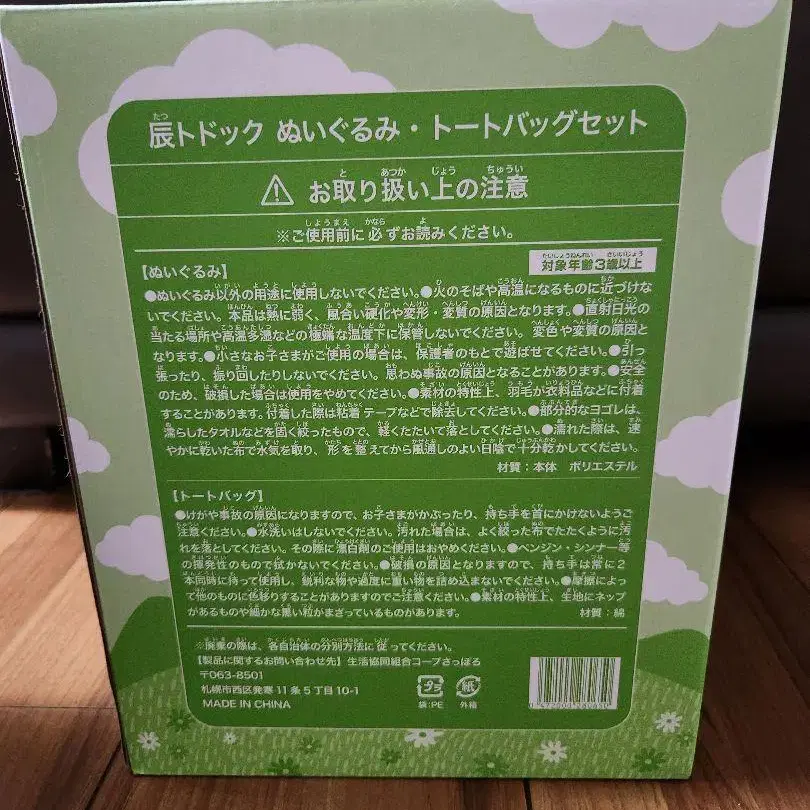 辰トドック ぬいぐるみ・トートバッグセット
お取り扱い上の注意
※ご使用前に必ずお読みください。
対象年齢3歳以上
【ぬいぐるみ】
●ぬいぐるみ以外の用途に使用しないでください。●火のそばや高温になるものに近づけな
いでください。本品は熱に弱く、風合い硬化や変形・変質の原因となります。●直射日光の
当たる場所や高温多湿などの極端な温度下に保管しないでください。変色や変質の原因と
なります。●小さなお子さまがご使用の場合は、保護者のもとで遊ばせてください。●引っ
張ったり、振り回したりしないでください。思わぬ事故の原因となることがあります。●安全
のため、破損した場合は使用をやめてください。●素材の特性上、羽毛が衣料品などに付着
することがあります。付着した際は粘着テープなどで除去してください。●部分的なヨゴレは、
濡らしたタオルなどを固く絞ったもので、軽くたたいて落としてください。●濡れた際は、速
やかに乾いた布で水気を取り、形を整えてから風通しのよい日陰で十分乾かしてください。
材質：本体 ポリエステル
【トートバッグ】
●けがや事故の原因になりますので、お子さまがかぶったり、持ち手を首にかけないようご
注意ください。●水洗いはしないでください。汚れた場合は、よく絞った布でたたくように汚
れを落としてください。その際に漂白剤のご使用はおやめください。●ベンジン・シンナー等
の揮発性のもので拭かないでください。●破損の原因となりますので、持ち手は常に2
本同時に持って使用し、鋭利な物や過度に重い物を詰め込まないでください。●摩擦によっ
て他のものに色移りすることがありますのでご注意ください。●素材の特性上、生地にネップ
があるものや細かな黒い粒がまざっているものがあります。
材質：綿
※廃棄の際は、各自治体の分別方法に従ってください。
【製品に関するお問い合わせ先】生活協同組合コープさっぽろ
〒063-8501
札幌市西区発寒11条5丁目10-1
MADE IN CHINA
プラ
袋：PE
紙
外箱